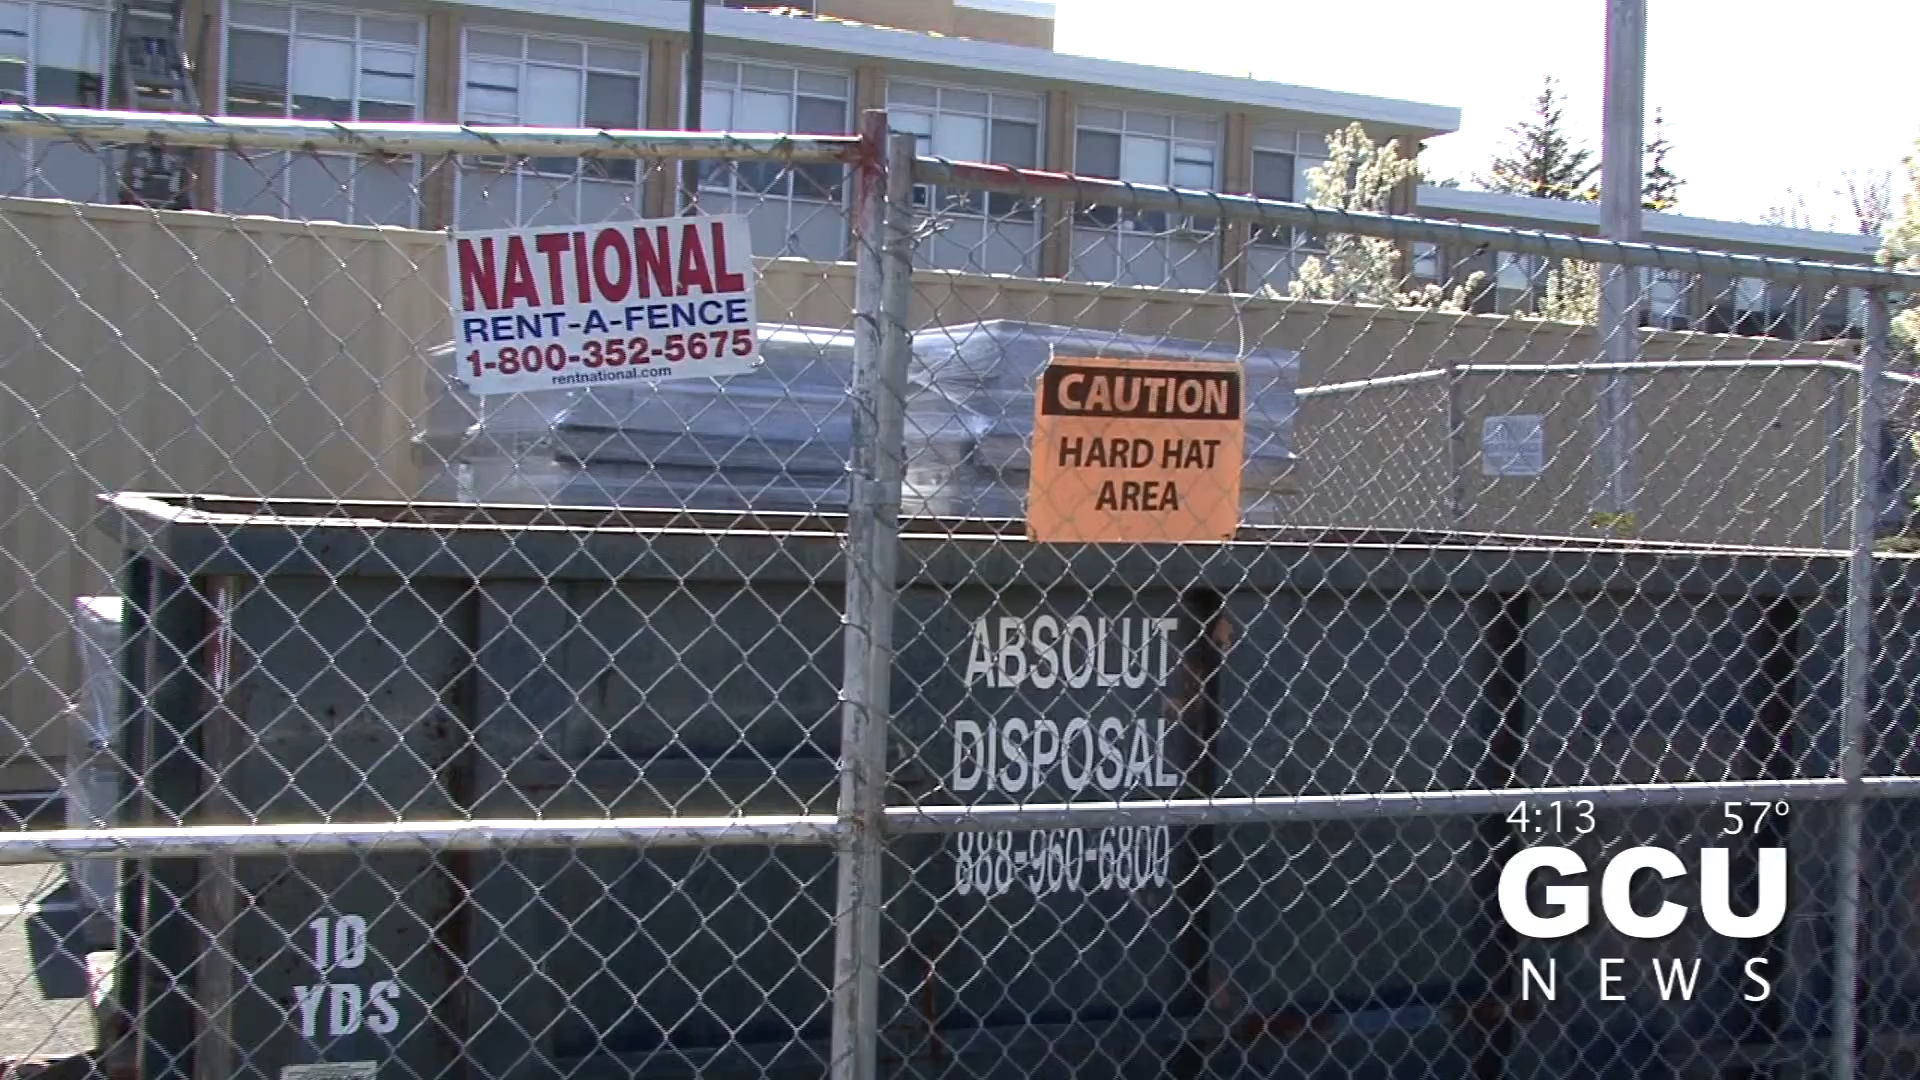 NATIONAL
RENT-A-FENCE
1-800-352-5675
rentnational.com
CAUTION
HARD HAT
AREA
ABSOLUT
DISPOSAL
888-960-6800
10
YDS
4:13 57°
GCU
NEWS